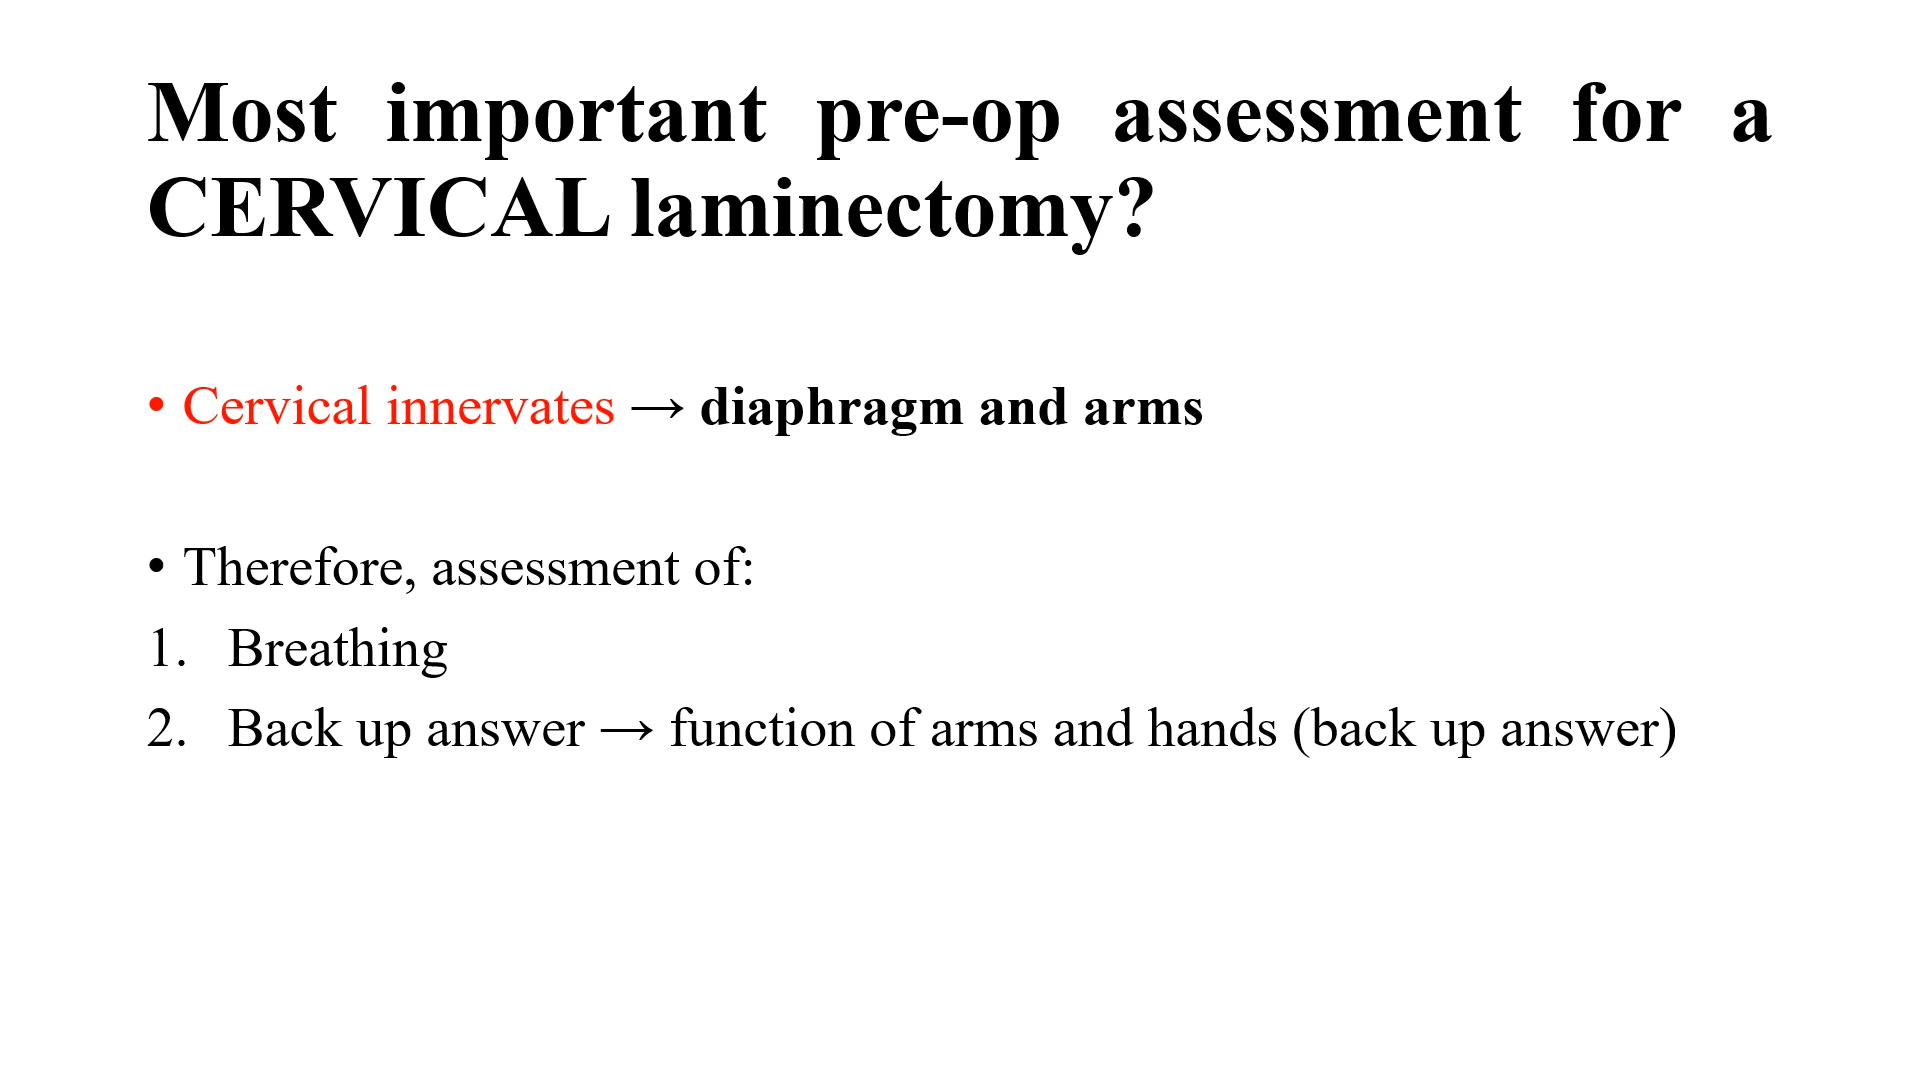 Most important pre-op assessment for a
CERVICAL laminectomy?
• Cervical innervates → diaphragm and arms
• Therefore, assessment of:
1. Breathing
2. Back up answer → function of arms and hands (back up answer)